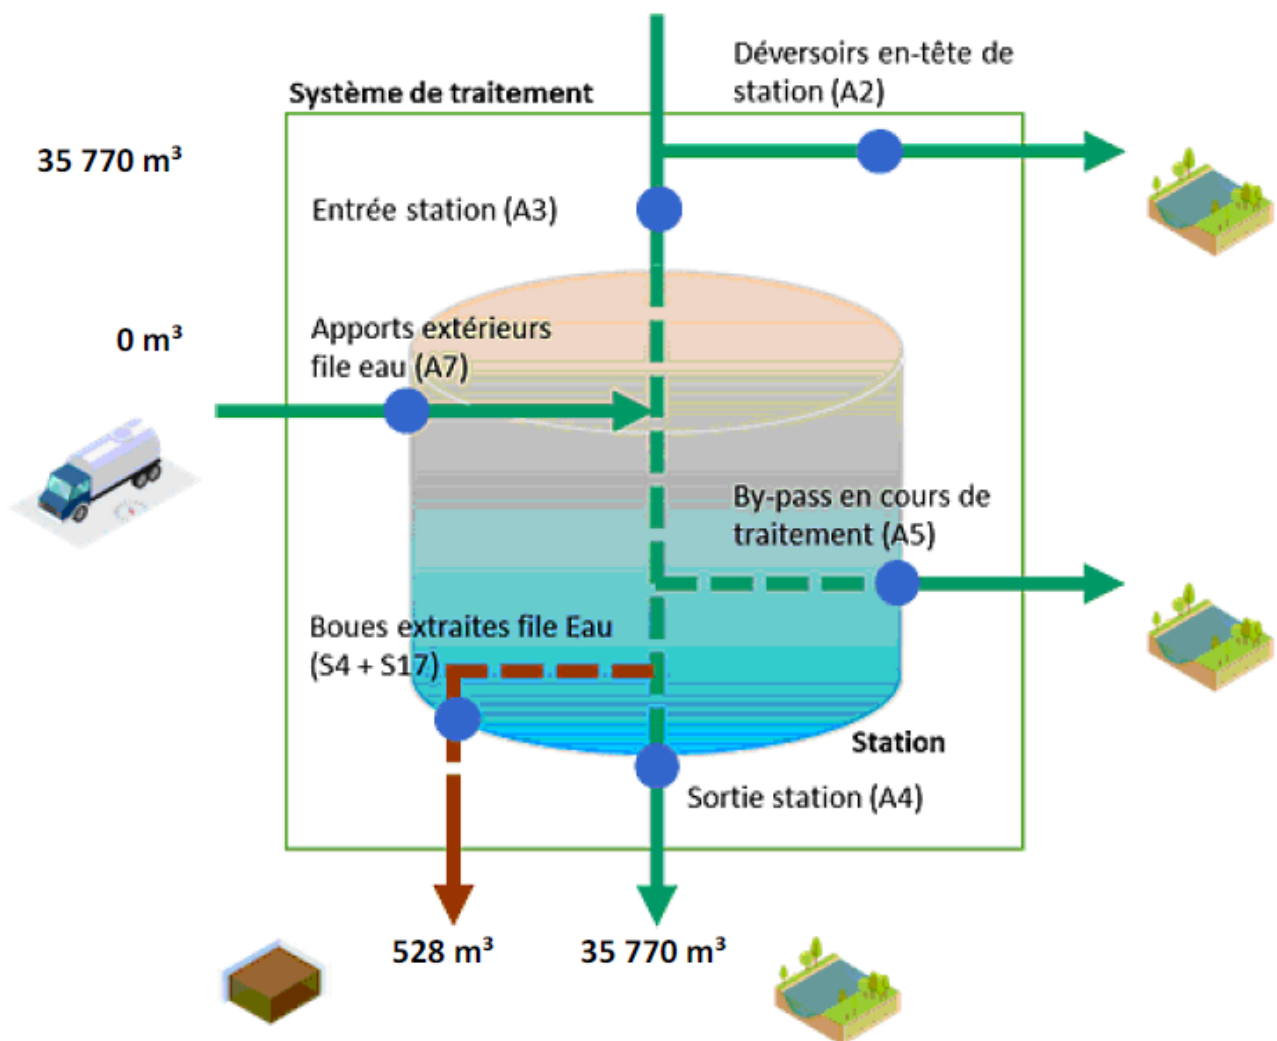 Déversoirs en-tête de
station (A2)
Système de traitement
35 770 m³
Entrée station (A3)
Apports extérieurs
file eau (A7)
0 m³
By-pass en cours de
traitement (A5)
Boues extraites file Eau
(S4 + S17)
Station
Sortie station (A4)
528 m³
35 770 m³